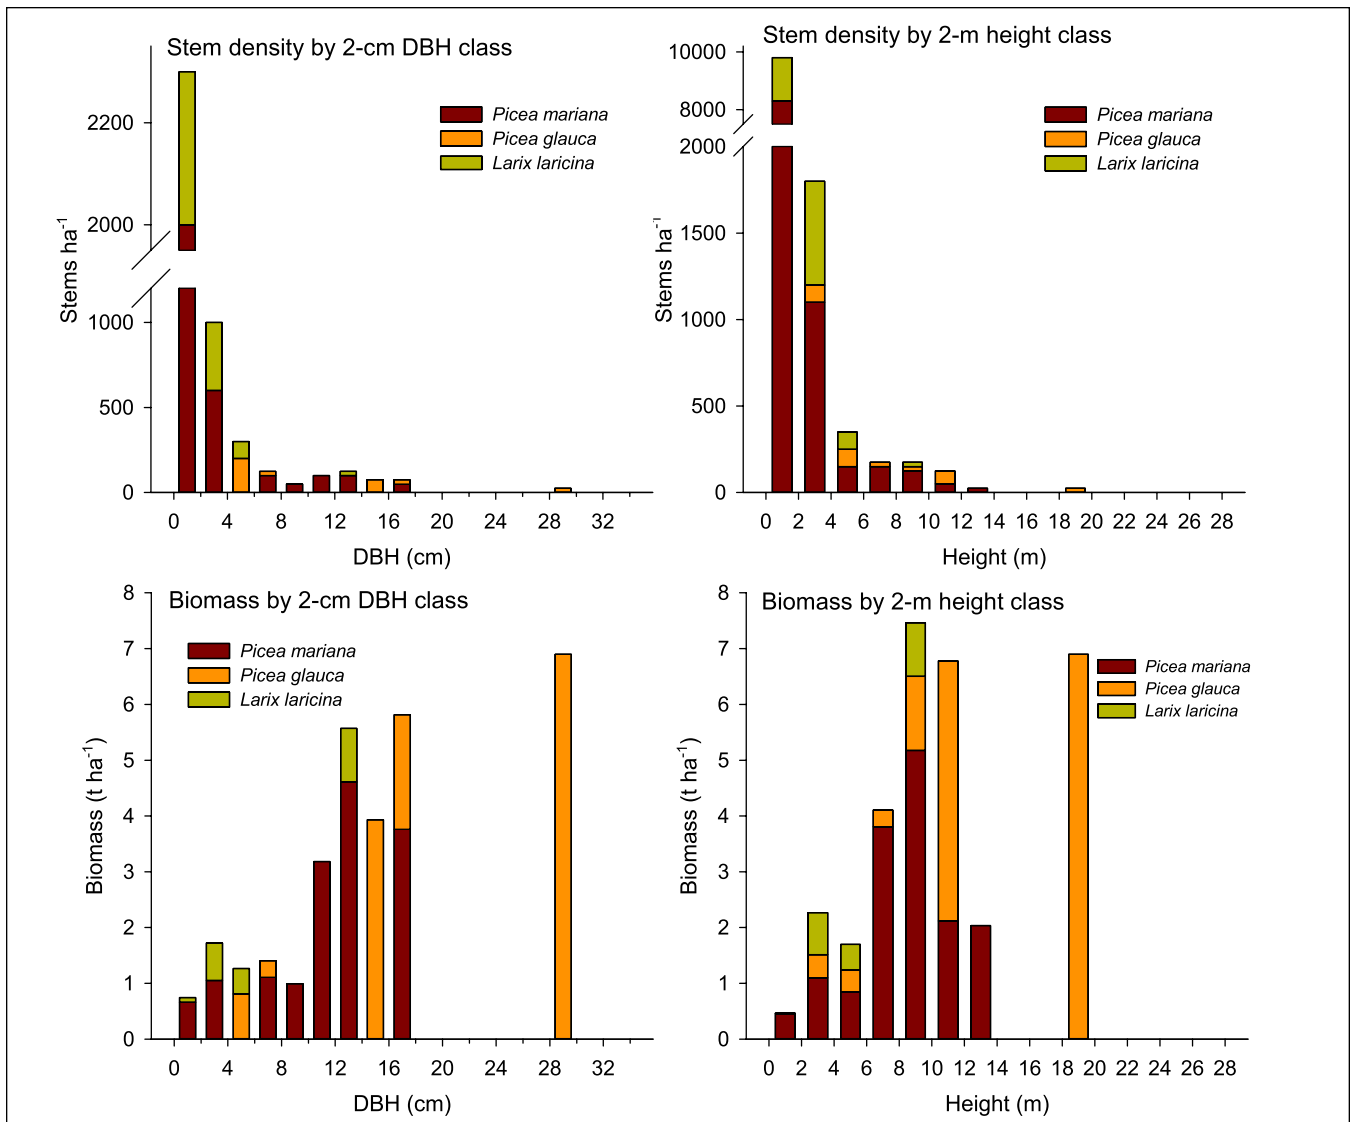 Stem density by 2-cm DBH class
Picea mariana
Picea glauca
Larix laricina
2200
2000
1000
500
0
Stems ha-1
0 4 8 12 16 20 24 28 32
DBH (cm)
Stem density by 2-m height class
Picea mariana
Picea glauca
Larix laricina
10000
8000
2000
1500
1000
500
0
Stems ha-1
0 2 4 6 8 10 12 14 16 18 20 22 24 26 28
Height (m)
Biomass by 2-cm DBH class
Picea mariana
Picea glauca
Larix laricina
8
7
6
5
4
3
2
1
0
Biomass (t ha-1)
0 4 8 12 16 20 24 28 32
DBH (cm)
Biomass by 2-m height class
Picea mariana
Picea glauca
Larix laricina
8
7
6
5
4
3
2
1
0
Biomass (t ha-1)
0 2 4 6 8 10 12 14 16 18 20 22 24 26 28
Height (m)